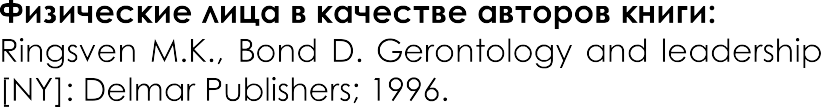 Физические лица в качестве авторов книги:
Ringsven M.K., Bond D. Gerontology and leadership
[NY]: Delmar Publishers; 1996.